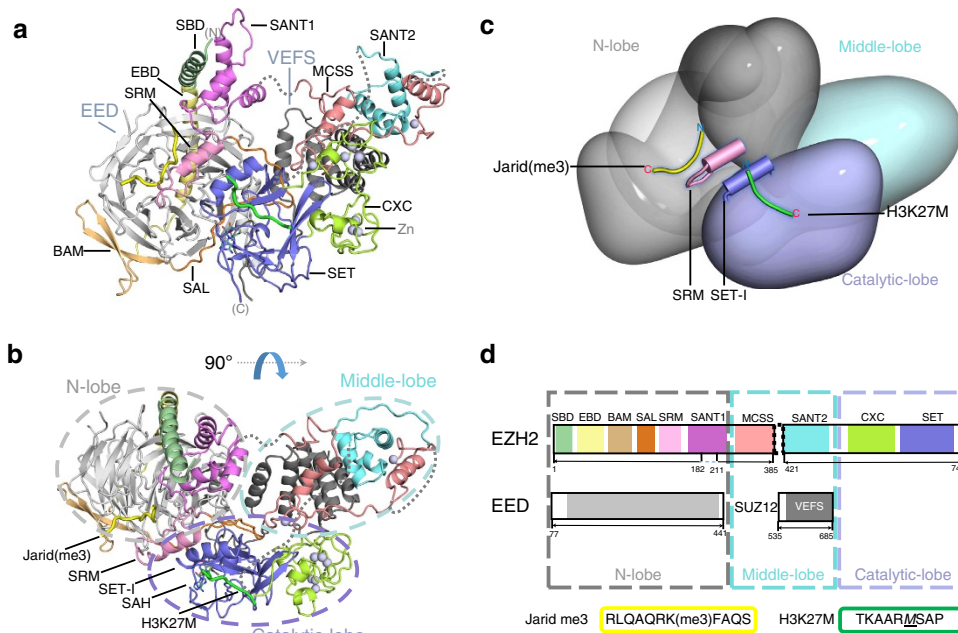 a
SBD
(N)
SANT1
SANT2
EBD
VEFS
MCSS
SRM
EED
CXC
Zn
BAM
SAL
SET
(C)
b
90°
N-lobe
Middle-lobe
Jarid(me3)
SRM
SET-I
SAH
H3K27M
Catalytic-lobe
c
N-lobe
Middle-lobe
N
Jarid(me3)
C
N
C
H3K27M
SRM
SET-I
Catalytic-lobe
d
SBD EBD BAM SAL SRM SANT1 MCSS SANT2 CXC SET
EZH2
1 182 211 385 421 74
EED
SUZ12
VEFS
77 441 535 685
N-lobe Middle-lobe Catalytic-lobe
Jarid me3 RLQAQRK(me3)FAQS H3K27M TKAARMSAP